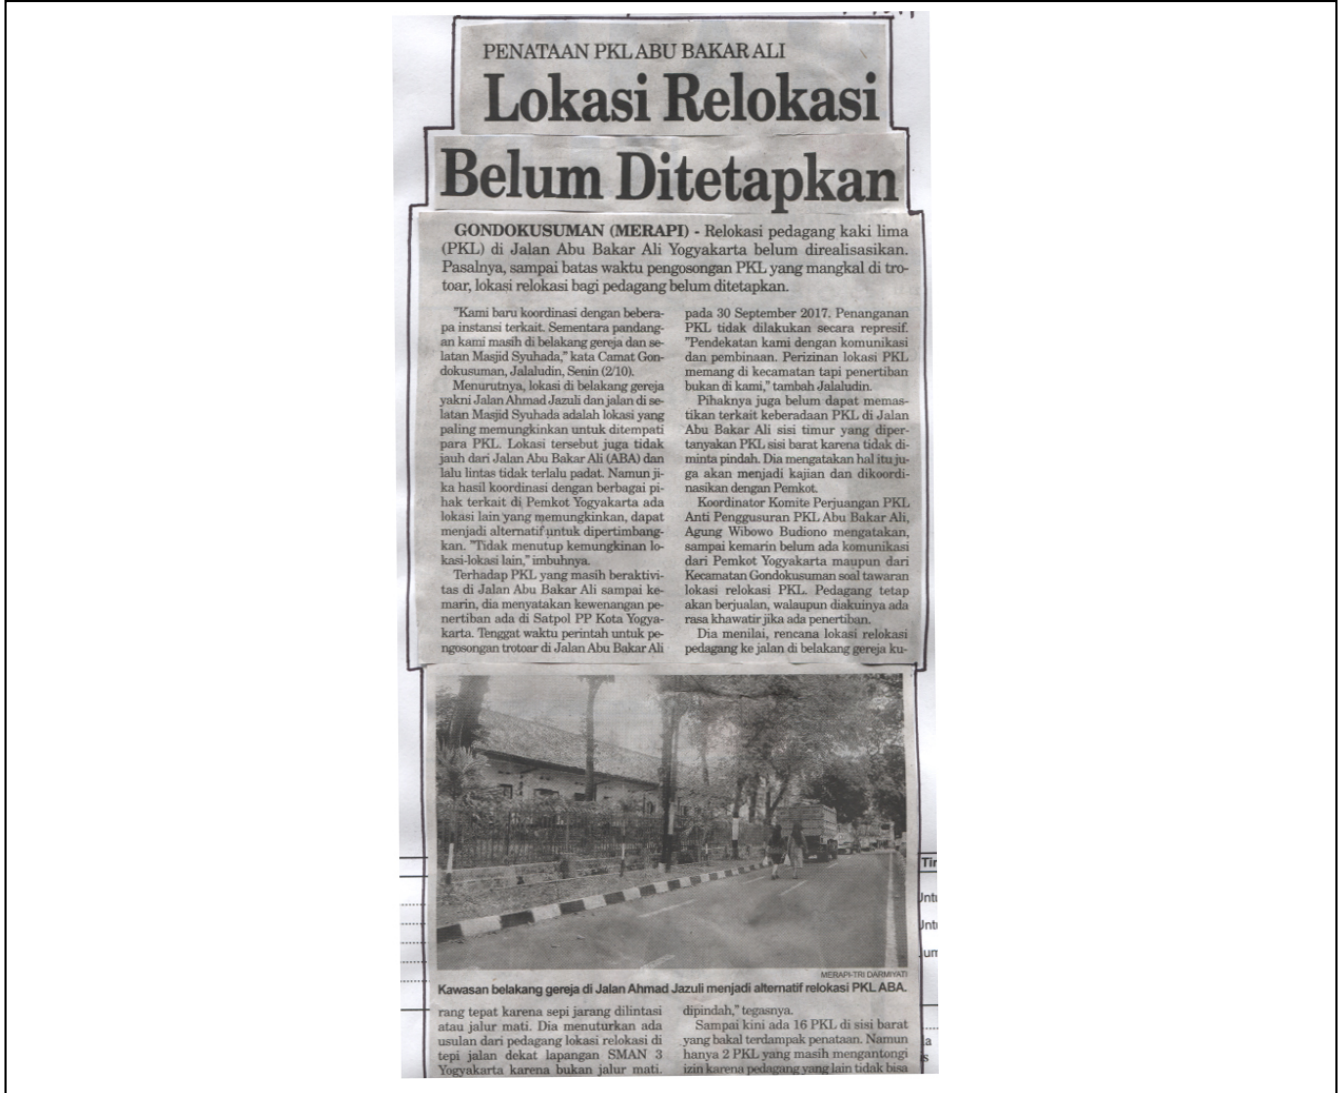 PENATAAN PKL ABU BAKAR ALI
Lokasi Relokasi
Belum Ditetapkan
GONDOKUSUMAN (MERAPI) - Relokasi pedagang kaki lima
(PKL) di Jalan Abu Bakar Ali Yogyakarta belum direalisasikan.
Pasalnya, sampai batas waktu pengosongan PKL yang mangkal di tro-
toar, lokasi relokasi bagi pedagang belum ditetapkan.
"Kami baru koordinasi dengan bebera-
pa instansi terkait. Sementara pandang-
an kami masih di belakang gereja dan se-
latan Masjid Syuhada," kata Camat Gon-
dokusuman, Jalaludin, Senin (2/10).
Menurutnya, lokasi di belakang gereja
yakni Jalan Ahmad Jazuli dan jalan di se-
latan Masjid Syuhada adalah lokasi yang
paling memungkinkan untuk ditempati
para PKL. Lokasi tersebut juga tidak
jauh dari Jalan Abu Bakar Ali (ABA) dan
lalu lintas tidak terlalu padat. Namun ji-
ka hasil koordinasi dengan berbagai pi-
hak terkait di Pemkot Yogyakarta ada
lokasi lain yang memungkinkan, dapat
menjadi alternatif untuk dipertimbang-
kan. "Tidak menutup kemungkinan lo-
kasi-lokasi lain," imbuhnya.
Terhadap PKL yang masih beraktivi-
tas di Jalan Abu Bakar Ali sampai ke-
marin, dia menyatakan kewenangan pe-
nertiban ada di Satpol PP Kota Yogya-
karta. Tenggat waktu perintah untuk pe-
ngosongan trotoar di Jalan Abu Bakar Ali
pada 30 September 2017. Penanganan
PKL tidak dilakukan secara represif.
"Pendekatan kami dengan komunikasi
dan pembinaan. Perizinan lokasi PKL
memang di kecamatan tapi penertiban
bukan di kami," tambah Jalaludin.
Pihaknya juga belum dapat memas-
tikan terkait keberadaan PKL di Jalan
Abu Bakar Ali sisi timur yang diper-
tanyakan PKL sisi barat karena tidak di-
minta pindah. Dia mengatakan hal itu ju-
ga akan menjadi kajian dan dikoordi-
nasikan dengan Pemkot.
Koordinator Komite Perjuangan PKL
Anti Penggusuran PKL Abu Bakar Ali,
Agung Wibowo Budiono mengatakan,
sampai kemarin belum ada komunikasi
dari Pemkot Yogyakarta maupun dari
Kecamatan Gondokusuman soal tawaran
lokasi relokasi PKL. Pedagang tetap
akan berjualan, walaupun diakuinya ada
rasa khawatir jika ada penertiban.
Dia menilai, rencana lokasi relokasi
pedagang ke jalan di belakang gereja ku-
MERAPI-TRI DARMIYATI
Kawasan belakang gereja di Jalan Ahmad Jazuli menjadi alternatif relokasi PKL ABA.
rang tepat karena sepi jarang dilintasi
atau jalur mati. Dia menuturkan ada
usulan dari pedagang lokasi relokasi di
tepi jalan dekat lapangan SMAN 3
Yogyakarta karena bukan jalur mati.
dipindah," tegasnya.
Sampai kini ada 16 PKL di sisi barat
yang bakal terdampak penataan. Namun
hanya 2 PKL yang masih mengantongi
izin karena pedagang yang lain tidak bisa